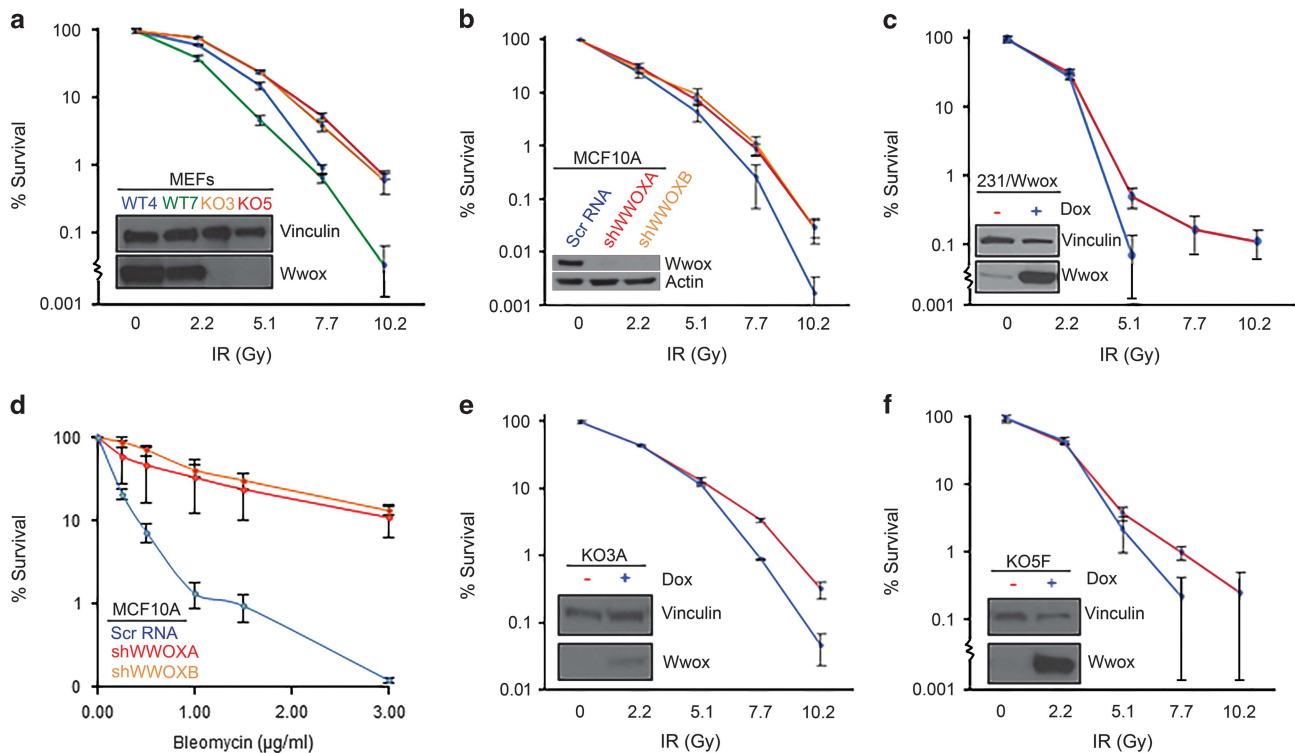 a
% Survival
100
10
1
0.1
0.001
0
2.2
5.1
7.7
10.2
IR (Gy)
MEFs
WT4 WT7 KO3 KO5
Vinculin
Wwox
b
% Survival
100
10
1
0.1
0.01
0.001
0
2.2
5.1
7.7
10.2
IR (Gy)
MCF10A
Scr RNA
shWWOXA
shWWOXB
Wwox
Actin
c
% Survival
100
10
1
0.1
0.001
0
2.2
5.1
7.7
10.2
IR (Gy)
231/Wwox
- + Dox
Vinculin
Wwox
d
% Survival
100
10
1
0
0.00
1.00
2.00
3.00
Bleomycin (µg/ml)
MCF10A
Scr RNA
shWWOXA
shWWOXB
e
% Survival
100
10
1
0.1
0.01
0
2.2
5.1
7.7
10.2
IR (Gy)
KO3A
- + Dox
Vinculin
Wwox
f
% Survival
100
10
1
0.1
0.001
0
2.2
5.1
7.7
10.2
IR (Gy)
KO5F
- + Dox
Vinculin
Wwox